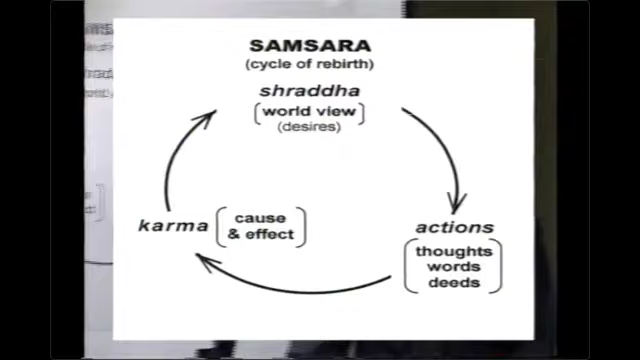 SAMSARA
(cycle of rebirth)
shraddha
[world view]
(desires)
karma [cause
& effect]
actions
[thoughts
words
deeds]